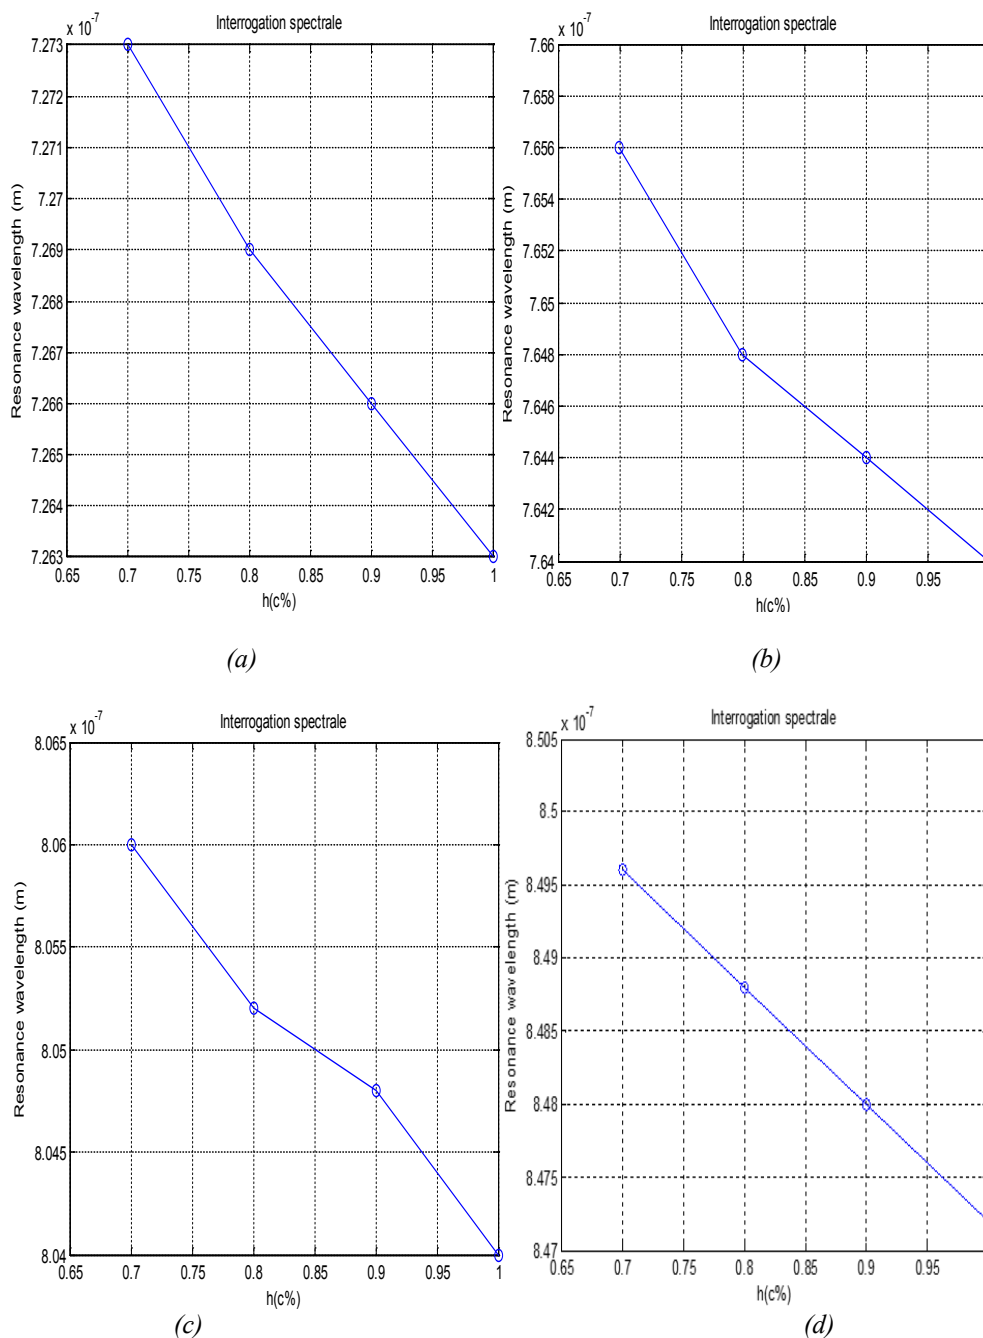 x 10-7
Interrogation spectrale
7.273
7.272
7.271
7.27
7.269
7.268
7.267
7.266
7.265
7.264
7.263
Resonance wavelength (m)
0.65 0.7 0.75 0.8 0.85 0.9 0.95 1
h(c%)
(a)
x 10-7
Interrogation spectrale
7.66
7.658
7.656
7.654
7.652
7.65
7.648
7.646
7.644
7.642
7.64
Resonance wavelength (m)
0.65 0.7 0.75 0.8 0.85 0.9 0.95
h(c%)
(b)
x 10-7
Interrogation spectrale
8.065
8.06
8.055
8.05
8.045
8.04
Resonance wavelength (m)
0.65 0.7 0.75 0.8 0.85 0.9 0.95 1
h(c%)
(c)
x 10-7
Interrogation spectrale
8.505
8.5
8.495
8.49
8.485
8.48
8.475
8.47
Resonance wavelength (m)
0.65 0.7 0.75 0.8 0.85 0.9 0.95
h(c%)
(d)